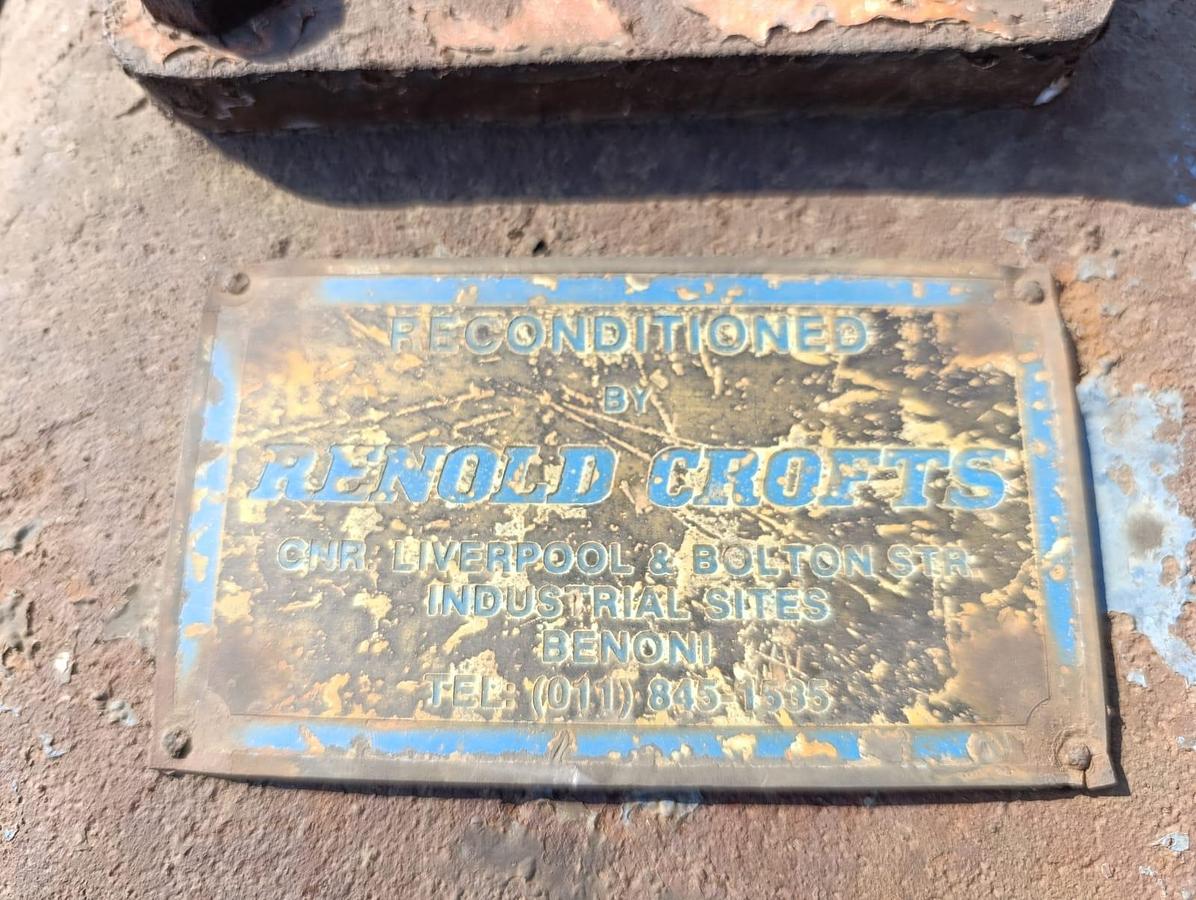 RECONDITIONED
BY
RENOLD CROFTS
CNR LIVERPOOL & BOLTON STR
INDUSTRIAL SITES
BENONI
TEL: (011) 845-1535